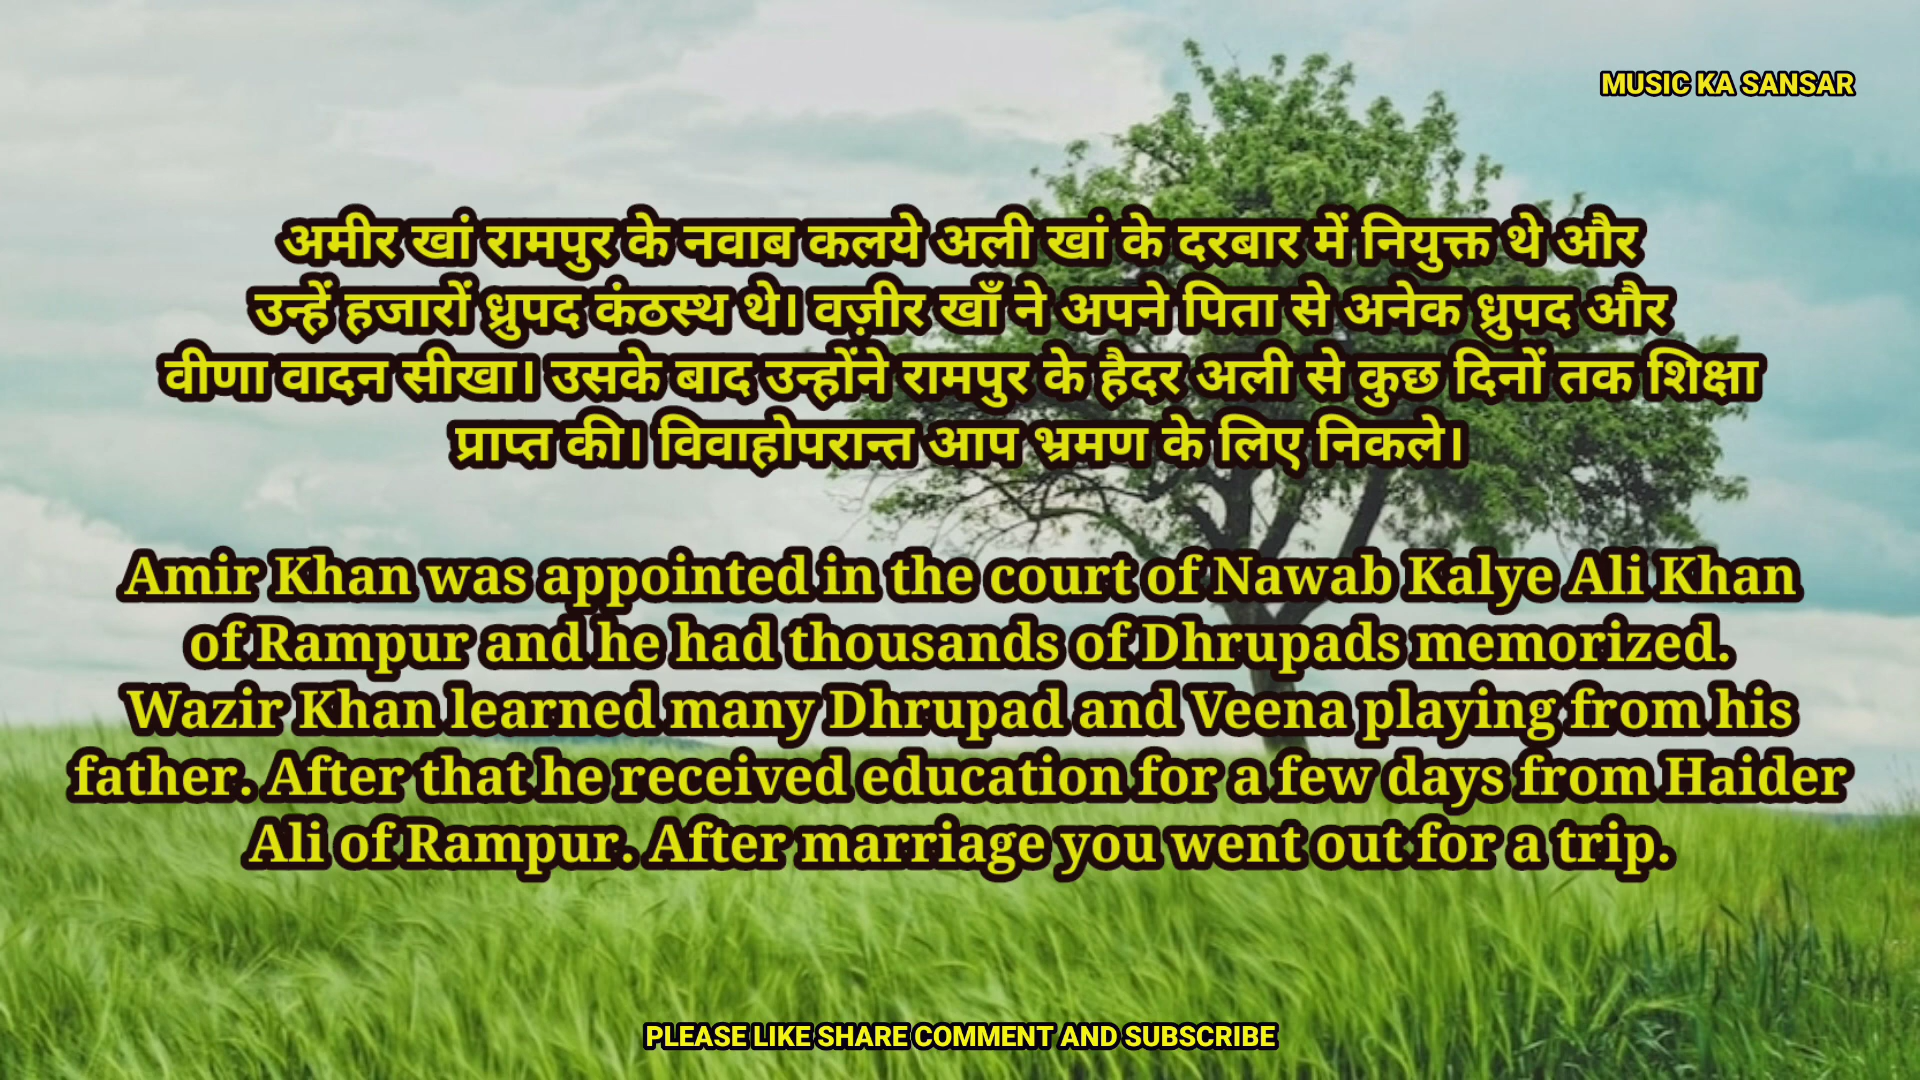 MUSIC KA SANSAR
अमीर खां रामपुर के नवाब कलये अली खां के दरबार में नियुक्त थे और
उन्हें हजारों ध्रुपद कंठस्थ थे। वज़ीर खाँ ने अपने पिता से अनेक ध्रुपद और
वीणा वादन सीखा। उसके बाद उन्होंने रामपुर के हैदर अली से कुछ दिनों तक शिक्षा
प्राप्त की। विवाहोपरान्त आप भ्रमण के लिए निकले।
Amir Khan was appointed in the court of Nawab Kalye Ali Khan
of Rampur and he had thousands of Dhrupads memorized.
Wazir Khan learned many Dhrupad and Veena playing from his
father. After that he received education for a few days from Haider
Ali of Rampur. After marriage you went out for a trip.
PLEASE LIKE SHARE COMMENT AND SUBSCRIBE